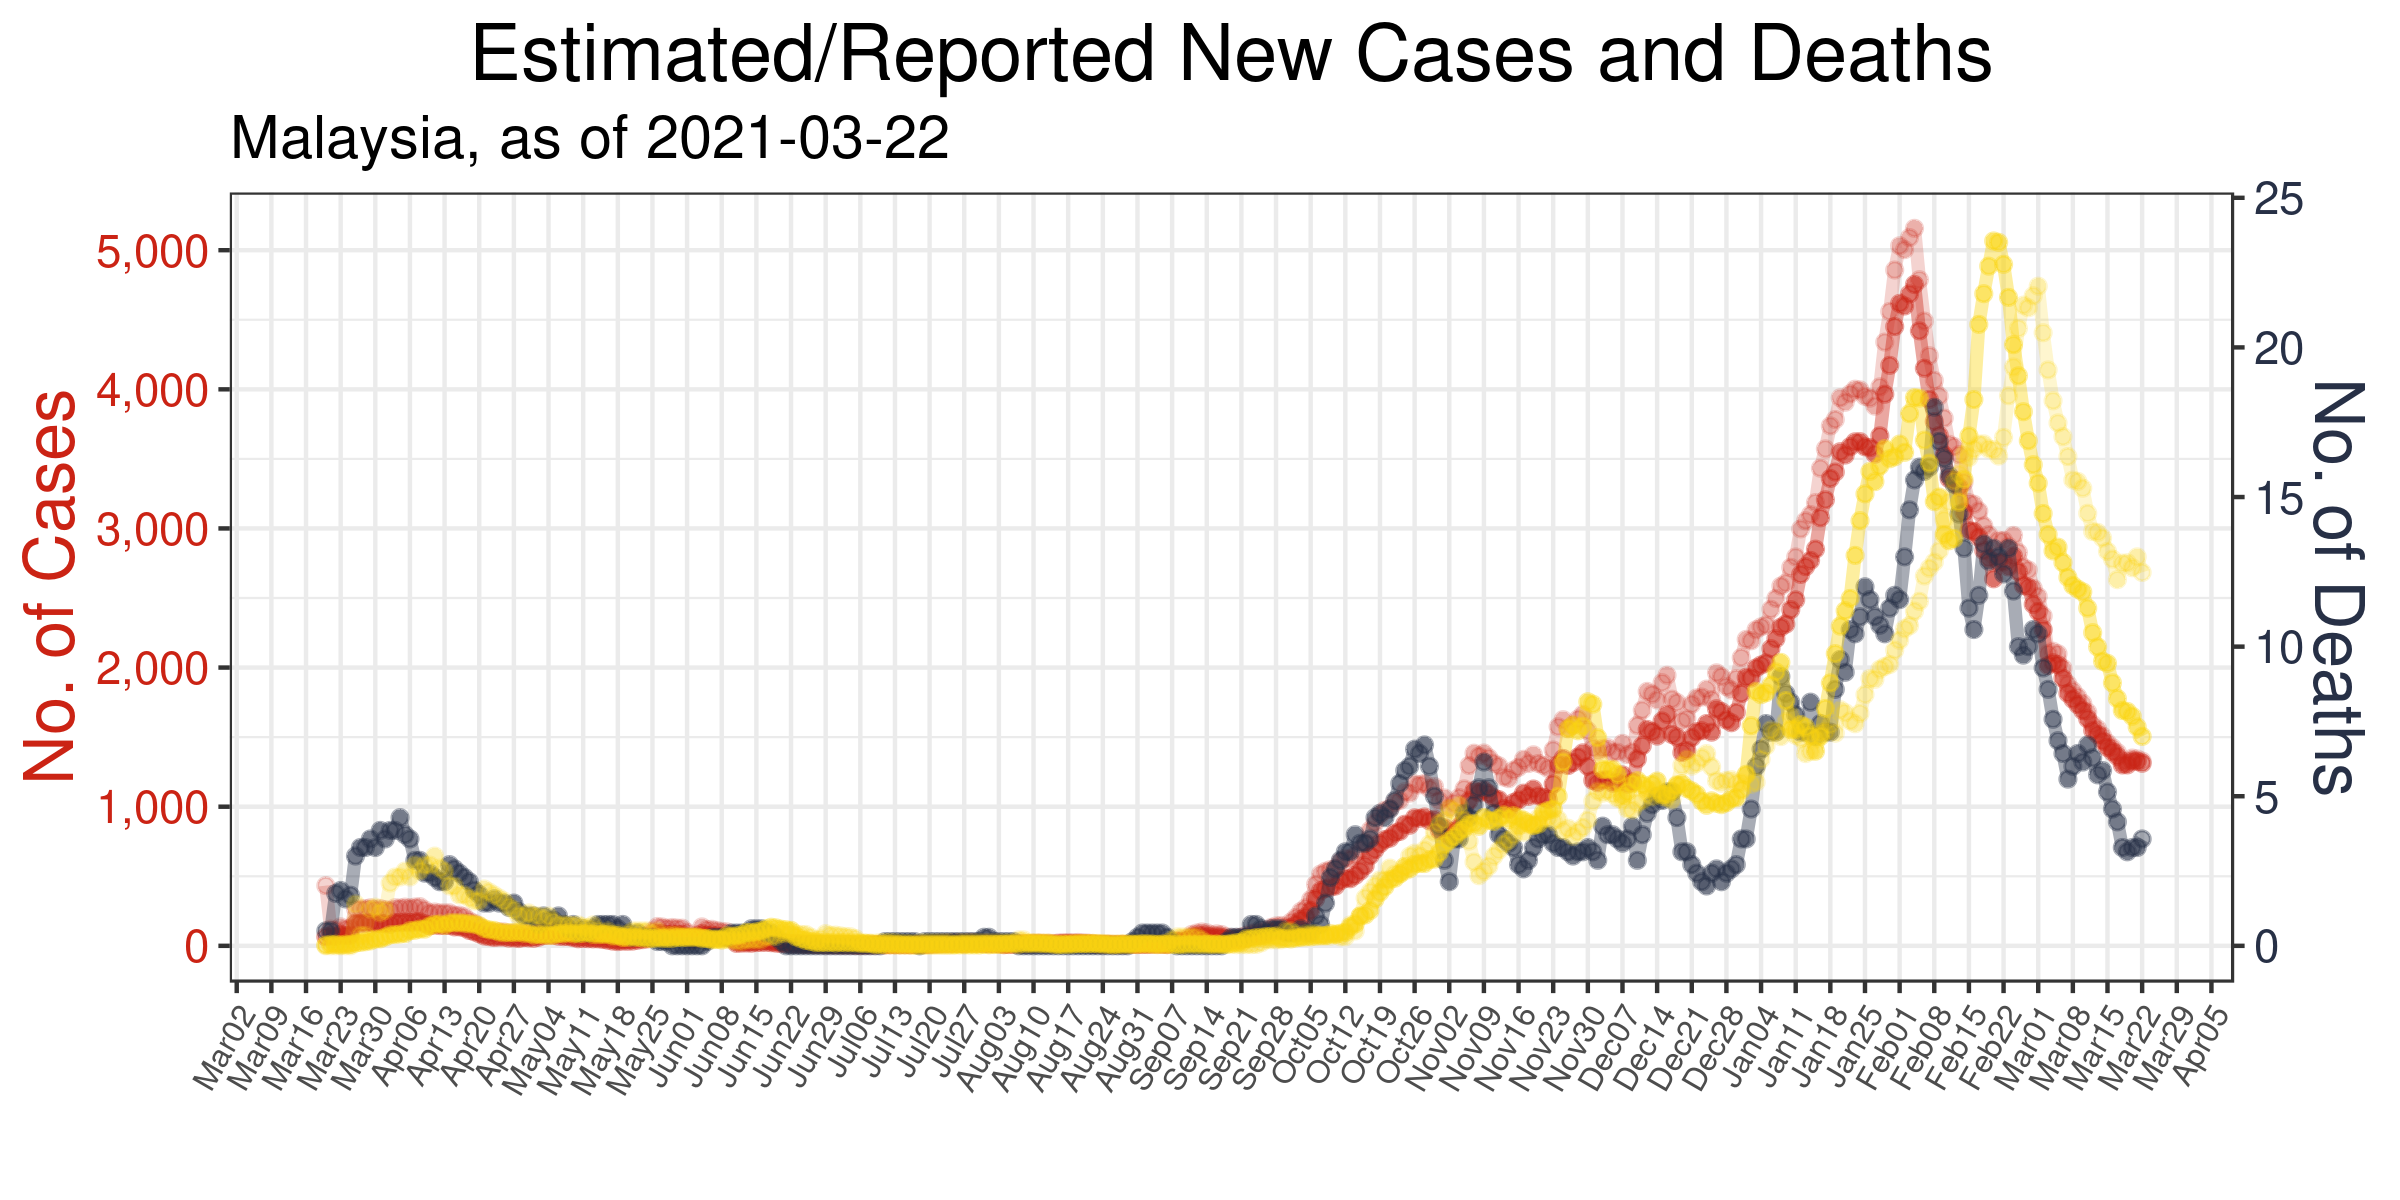 Estimated/Reported New Cases and Deaths
Malaysia, as of 2021-03-22
No. of Cases
5,000
4,000
3,000
2,000
1,000
0
25
20
15
10
5
0
No. of Deaths
Mar02
Mar09
Mar16
Mar23
Mar30
Apr06
Apr13
Apr20
Apr27
May04
May11
May18
May25
Jun01
Jun08
Jun15
Jun22
Jun29
Jul06
Jul13
Jul20
Jul27
Aug03
Aug10
Aug17
Aug24
Aug31
Sep07
Sep14
Sep21
Sep28
Oct05
Oct12
Oct19
Oct26
Nov02
Nov09
Nov16
Nov23
Nov30
Dec07
Dec14
Dec21
Dec28
Jan04
Jan11
Jan18
Jan25
Feb01
Feb08
Feb15
Feb22
Mar01
Mar08
Mar15
Mar22
Mar29
Apr05